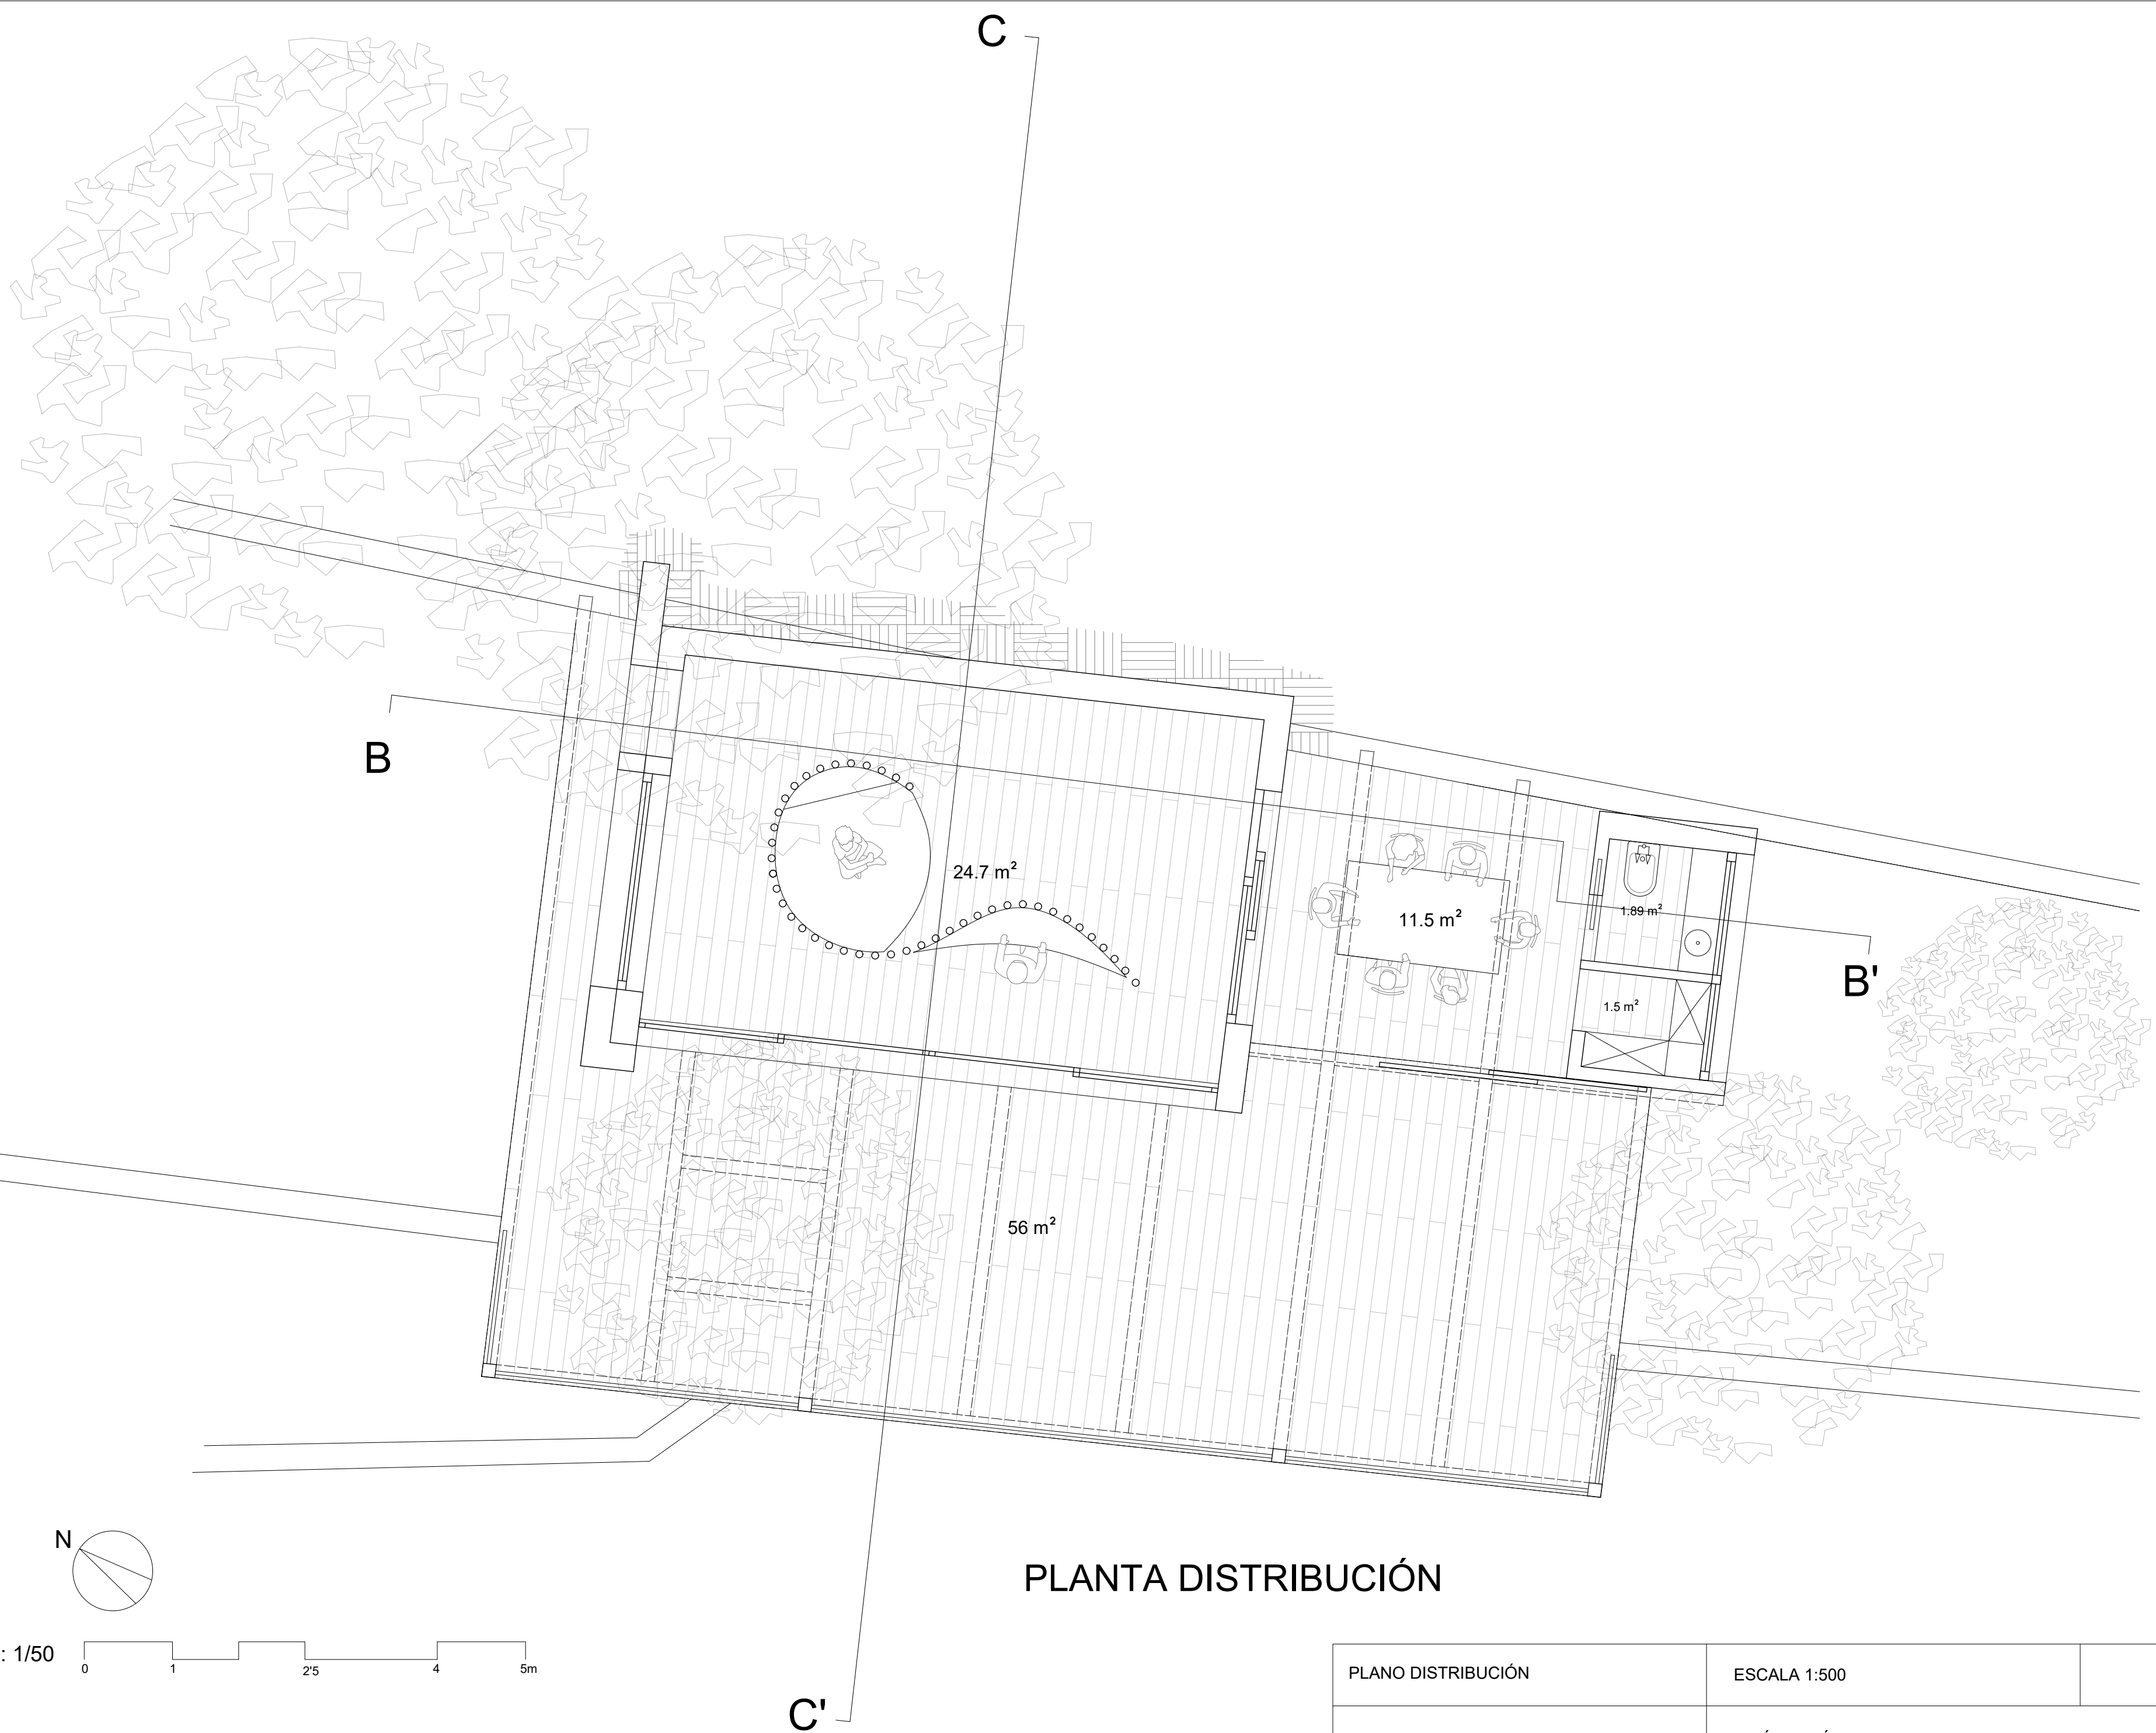 C
B
24.7 m²
11.5 m²
1.89 m²
B'
1.5 m²
56 m²
N
PLANTA DISTRIBUCIÓN
: 1/50
0 1 2'5 4 5m
PLANO DISTRIBUCIÓN ESCALA 1:500
C'